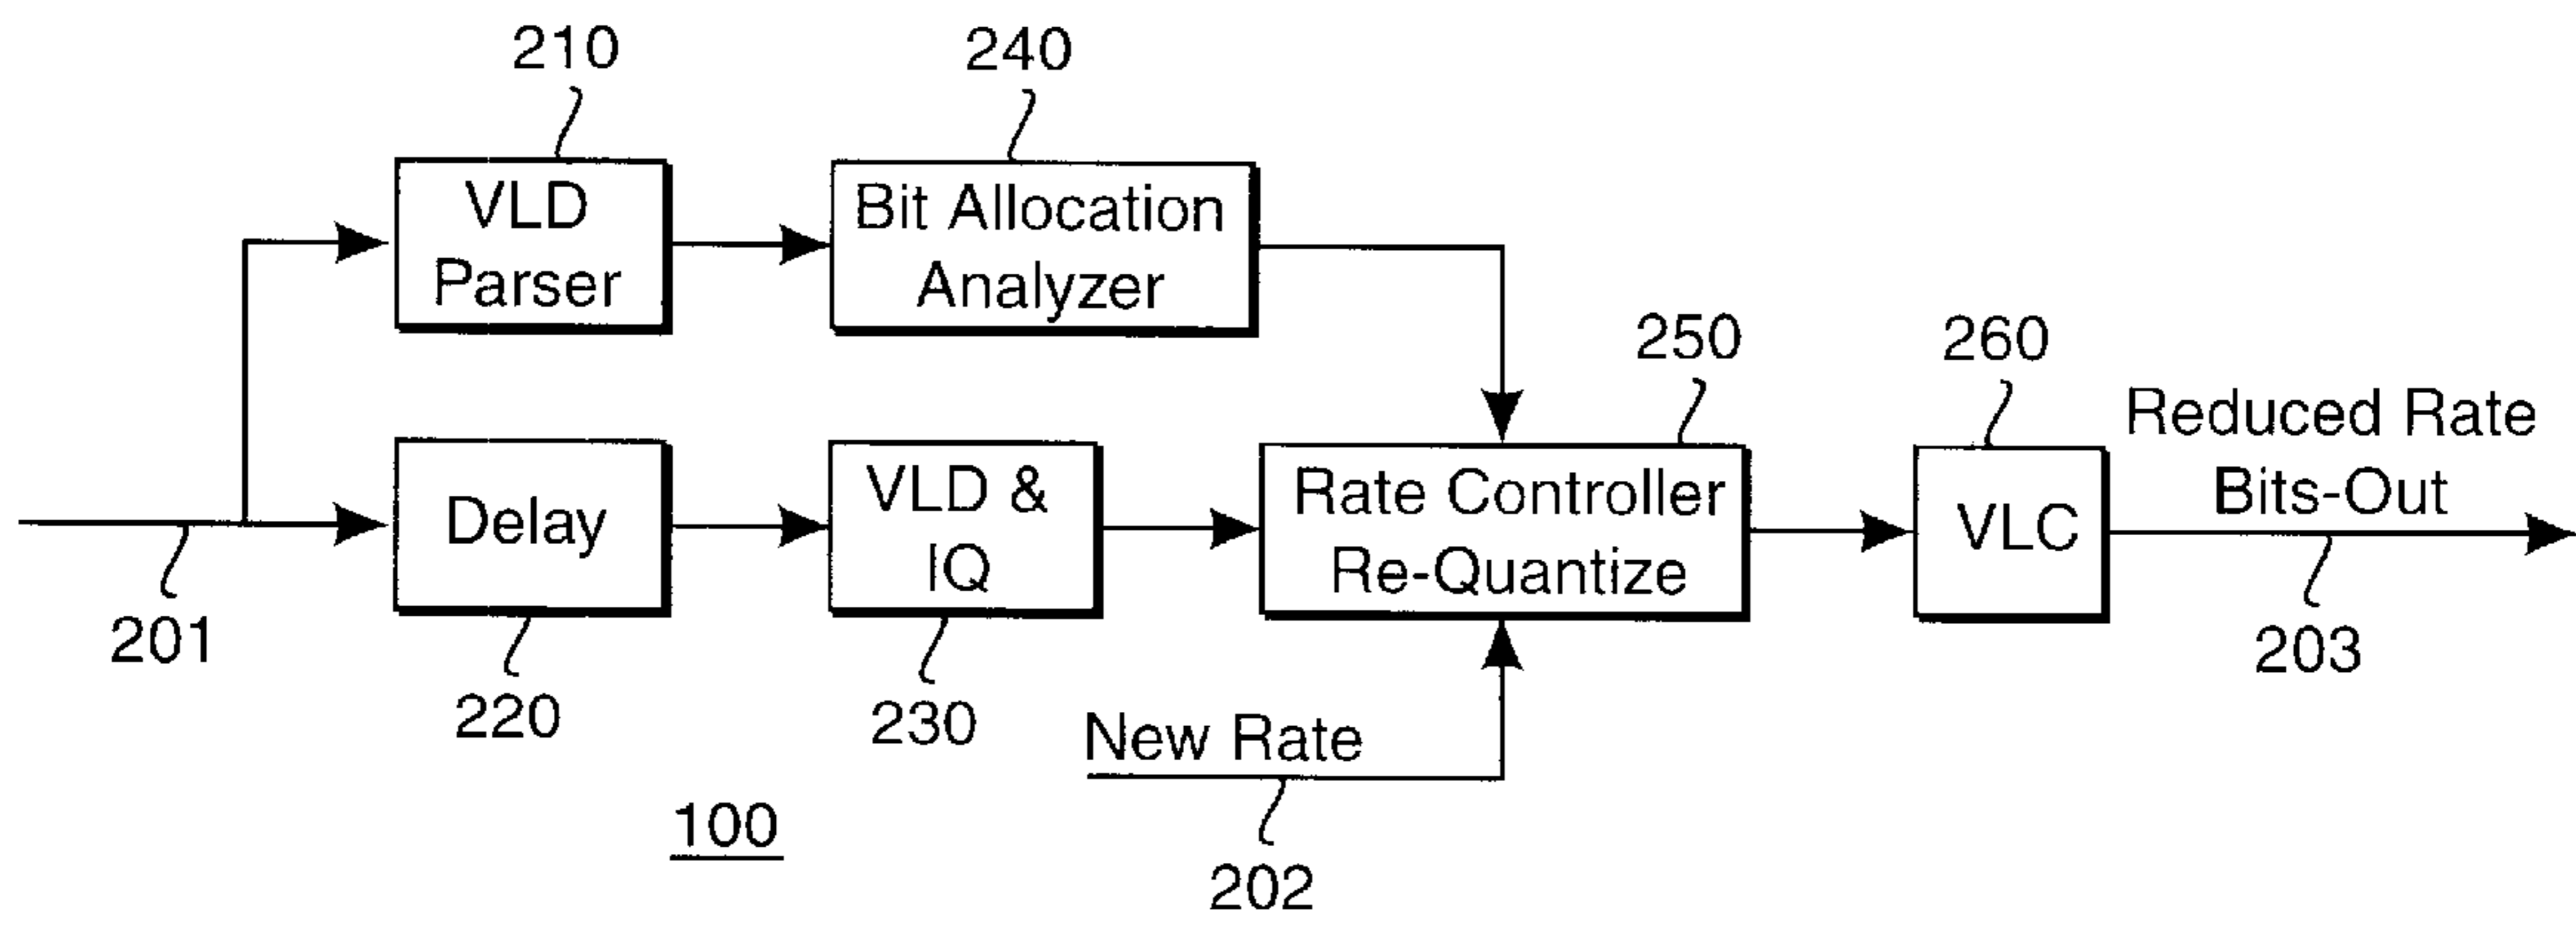 210
240
VLD
Parser
Bit Allocation
Analyzer
250
260
Reduced Rate
Bits-Out
Delay
VLD &
IQ
Rate Controller
Re-Quantize
VLC
201
220
230
New Rate
203
100
202